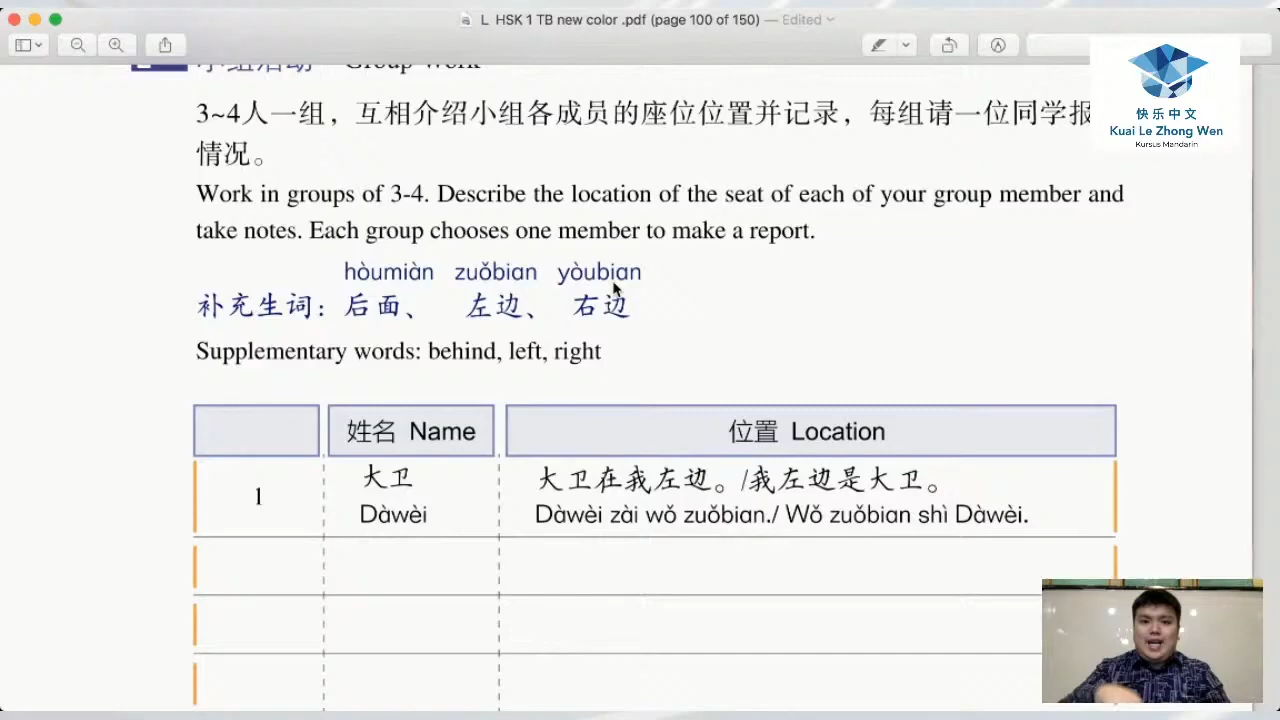 L HSK 1 TB new color .pdf (page 100 of 150) — Edited
快乐中文
Kuai Le Zhong Wen
Kursus Mandarin
小组活动 Group Work
3~4人一组，互相介绍小组各成员的座位位置并记录，每组请一位同学报
情况。
Work in groups of 3-4. Describe the location of the seat of each of your group member and
take notes. Each group chooses one member to make a report.
hòumiàn zuǒbian yòubian
补充生词：后面、 左边、 右边
Supplementary words: behind, left, right
姓名 Name 位置 Location
大卫 大卫在我左边。/我左边是大卫。
1
Dàwèi Dàwèi zài wǒ zuǒbian./ Wǒ zuǒbian shì Dàwèi.